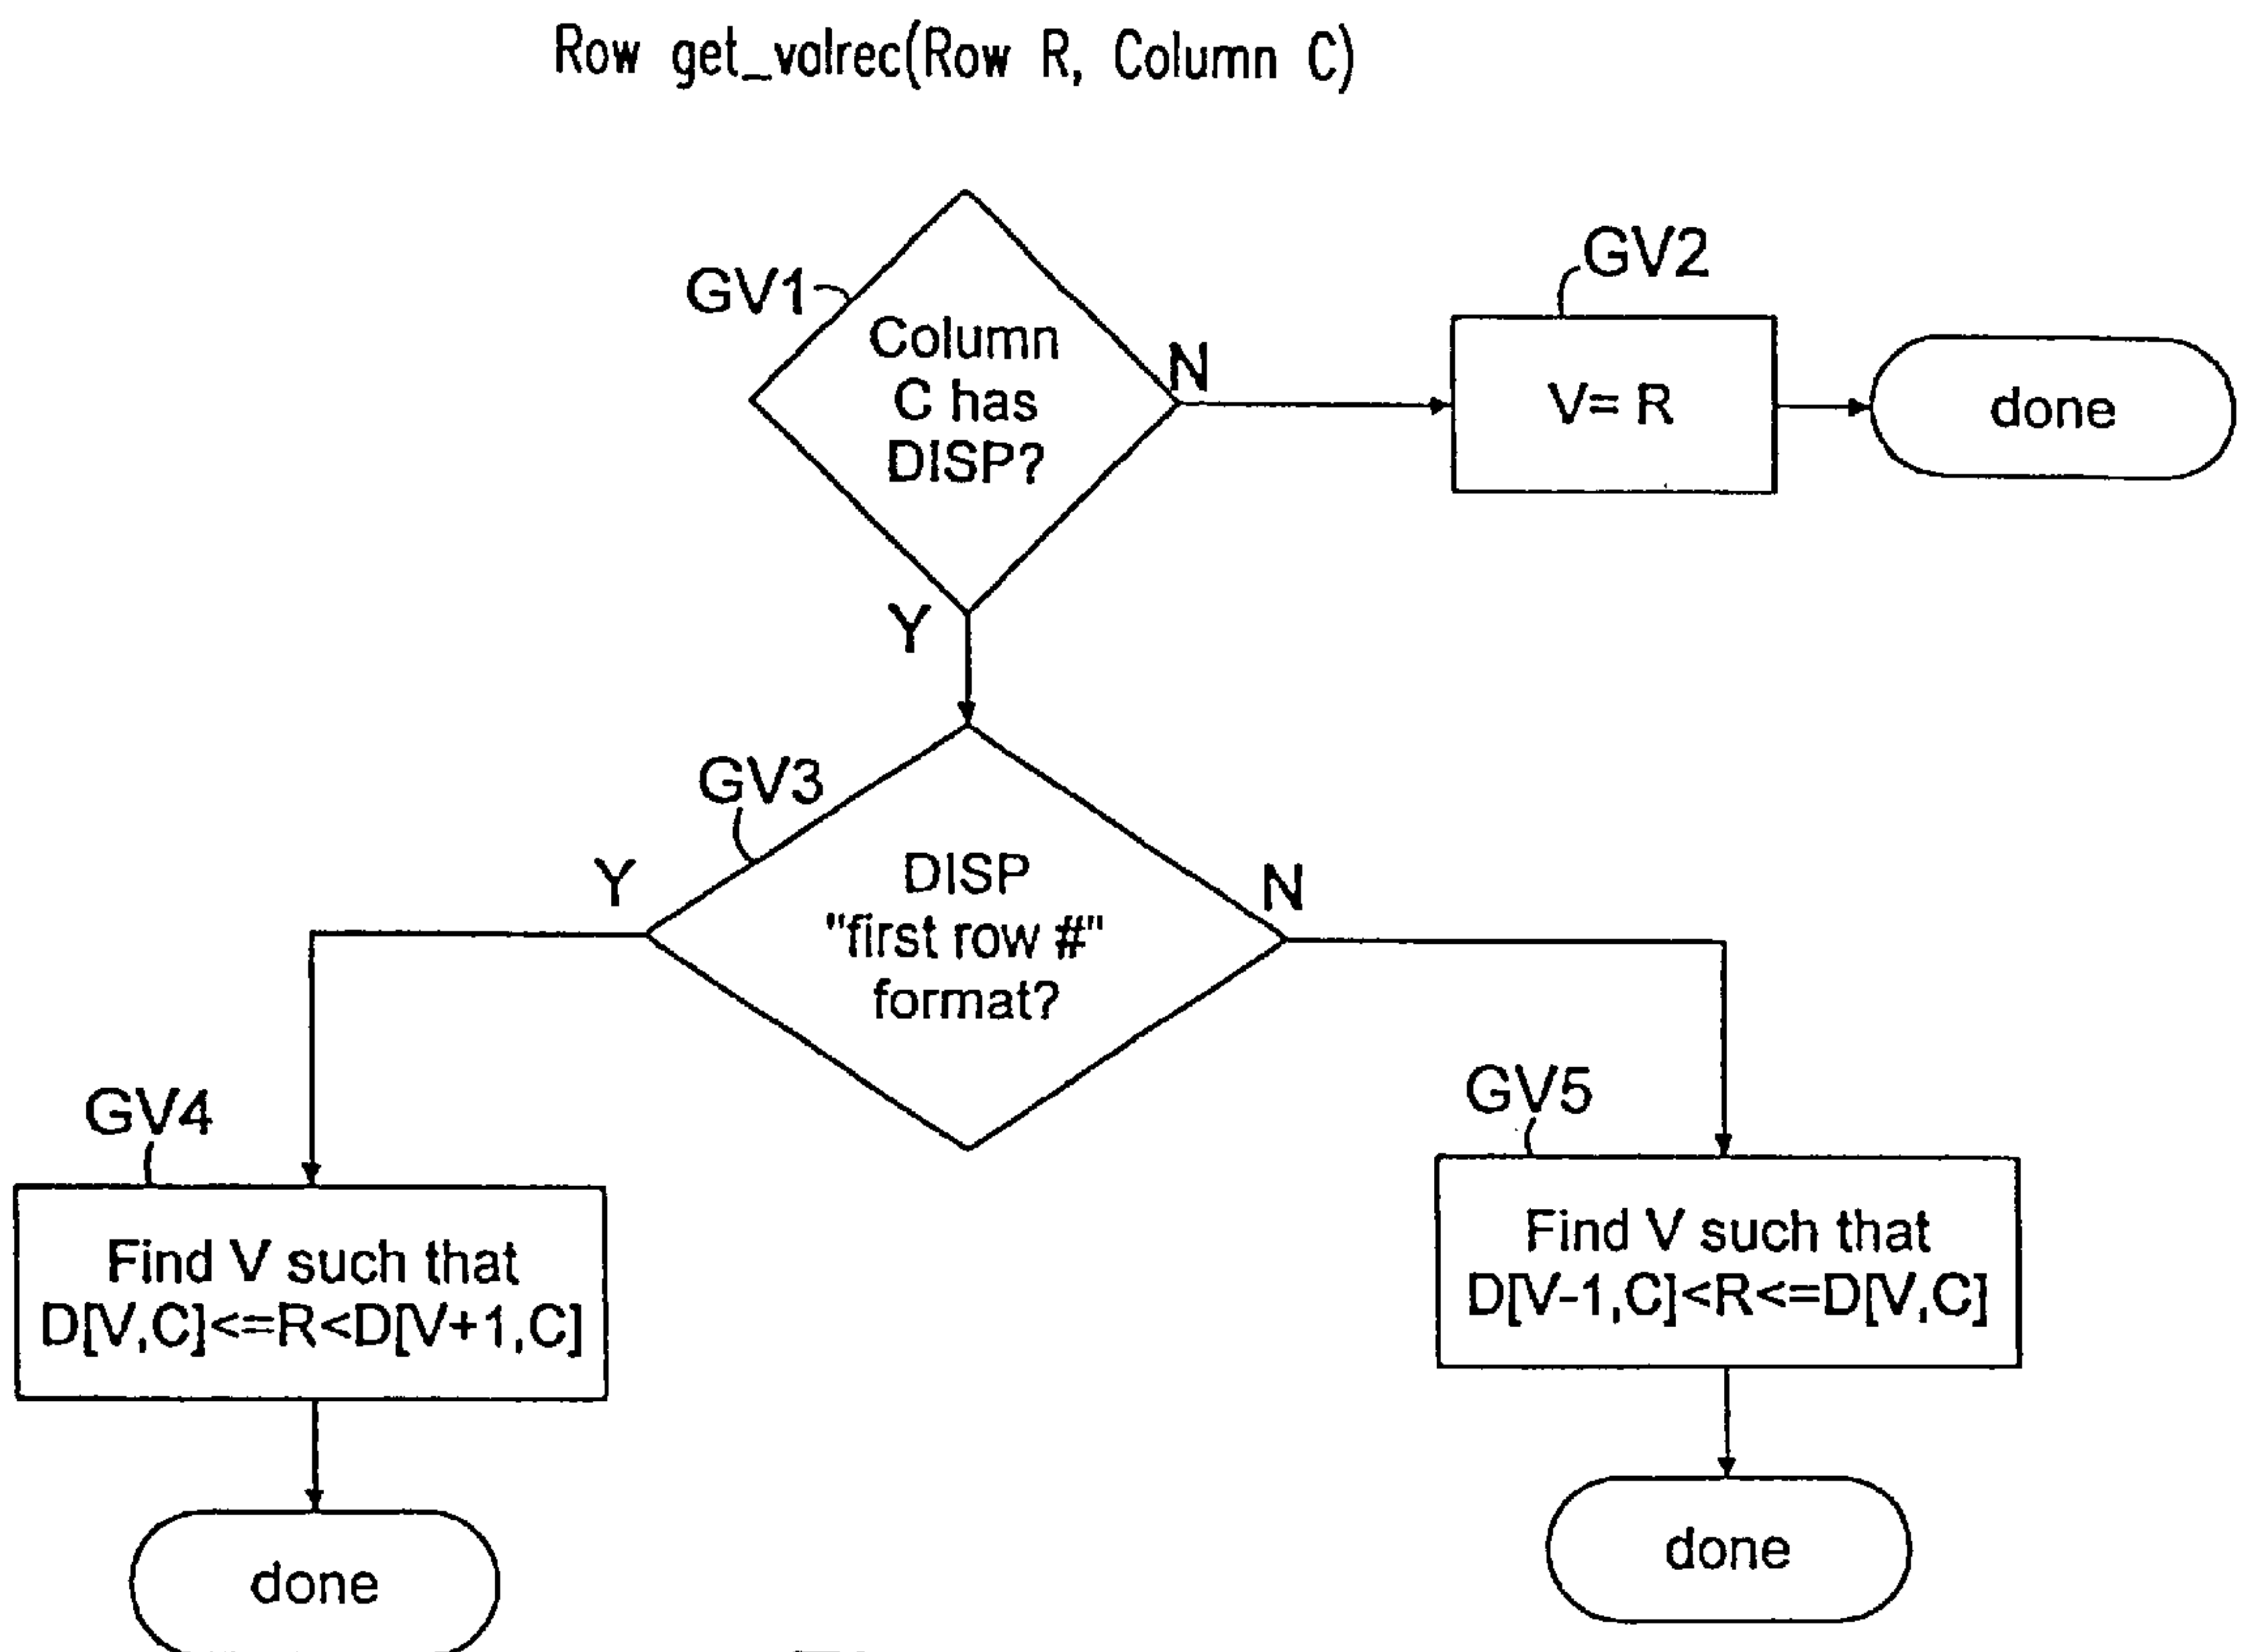 Row get_volrec(Row R, Column C)
GV1
Column
C has
DISP?
N
GV2
V= R
done
Y
GV3
DISP
"first row #"
format?
Y
N
GV4
Find V such that
D[V,C]<=R<D[V+1,C]
done
GV5
Find V such that
D[V-1,C]<R<=D[V,C]
done